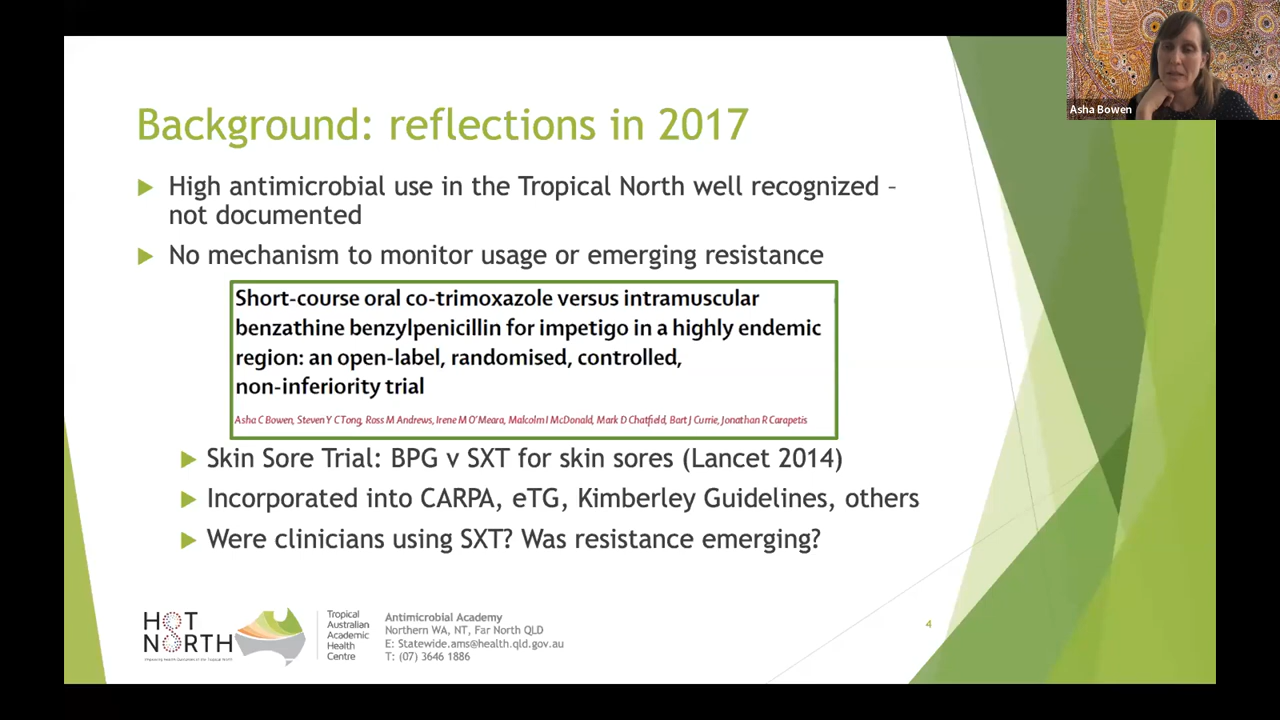 Background: reflections in 2017
High antimicrobial use in the Tropical North well recognized –
not documented
No mechanism to monitor usage or emerging resistance
Short-course oral co-trimoxazole versus intramuscular
benzathine benzylpenicillin for impetigo in a highly endemic
region: an open-label, randomised, controlled,
non-inferiority trial
Asha C Bowen, Steven Y C Tong, Ross M Andrews, Irene M O'Meara, Malcolm I McDonald, Mark D Chatfield, Bart J Currie, Jonathan R Carapetis
Skin Sore Trial: BPG v SXT for skin sores (Lancet 2014)
Incorporated into CARPA, eTG, Kimberley Guidelines, others
Were clinicians using SXT? Was resistance emerging?
HOT
NORTH
Tropical
Australian
Academic
Health
Centre
Antimicrobial Academy
Northern WA, NT, Far North QLD
E: Statewide.ams@health.qld.gov.au
T: (07) 3646 1886
4
Asha Bowen